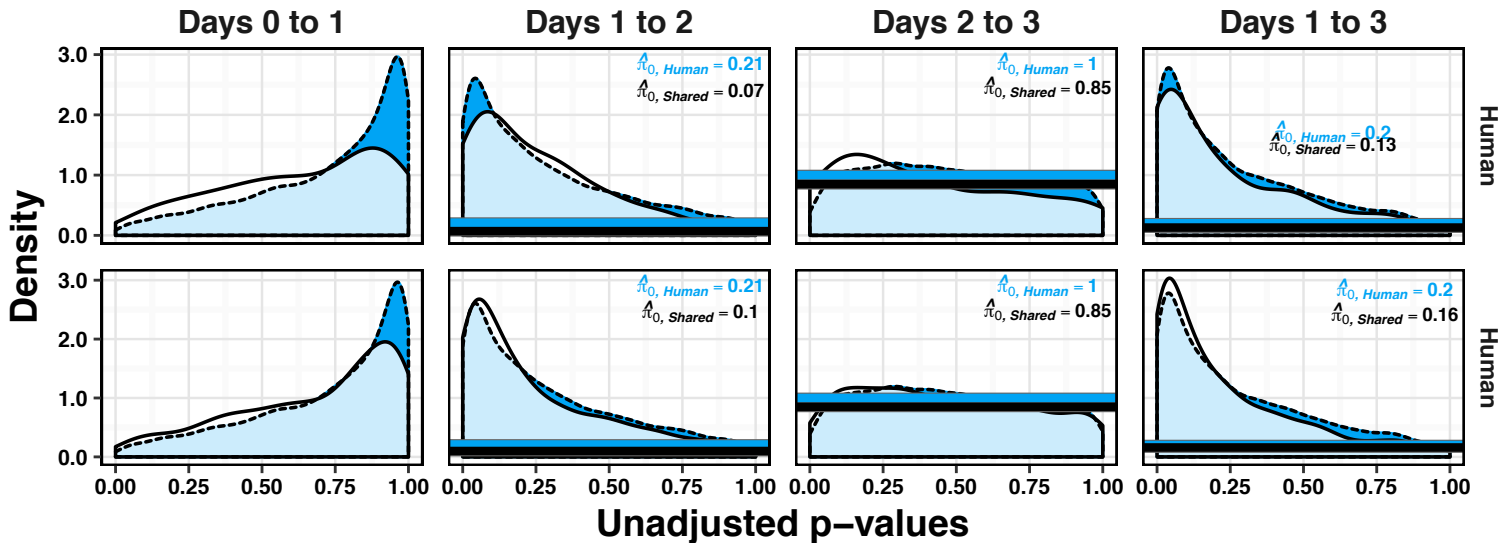 Days 0 to 1
Days 1 to 2
Days 2 to 3
Days 1 to 3
Density
3.0
2.0
1.0
0.0
π̂0, Human = 0.21
π̂0, Shared = 0.07
π̂0, Human = 1
π̂0, Shared = 0.85
π̂0, Human = 0.2
π̂0, Shared = 0.13
Human
3.0
2.0
1.0
0.0
π̂0, Human = 0.21
π̂0, Shared = 0.1
π̂0, Human = 1
π̂0, Shared = 0.85
π̂0, Human = 0.2
π̂0, Shared = 0.16
Human
0.00 0.25 0.50 0.75 1.00
0.00 0.25 0.50 0.75 1.00
0.00 0.25 0.50 0.75 1.00
0.00 0.25 0.50 0.75 1.00
Unadjusted p−values